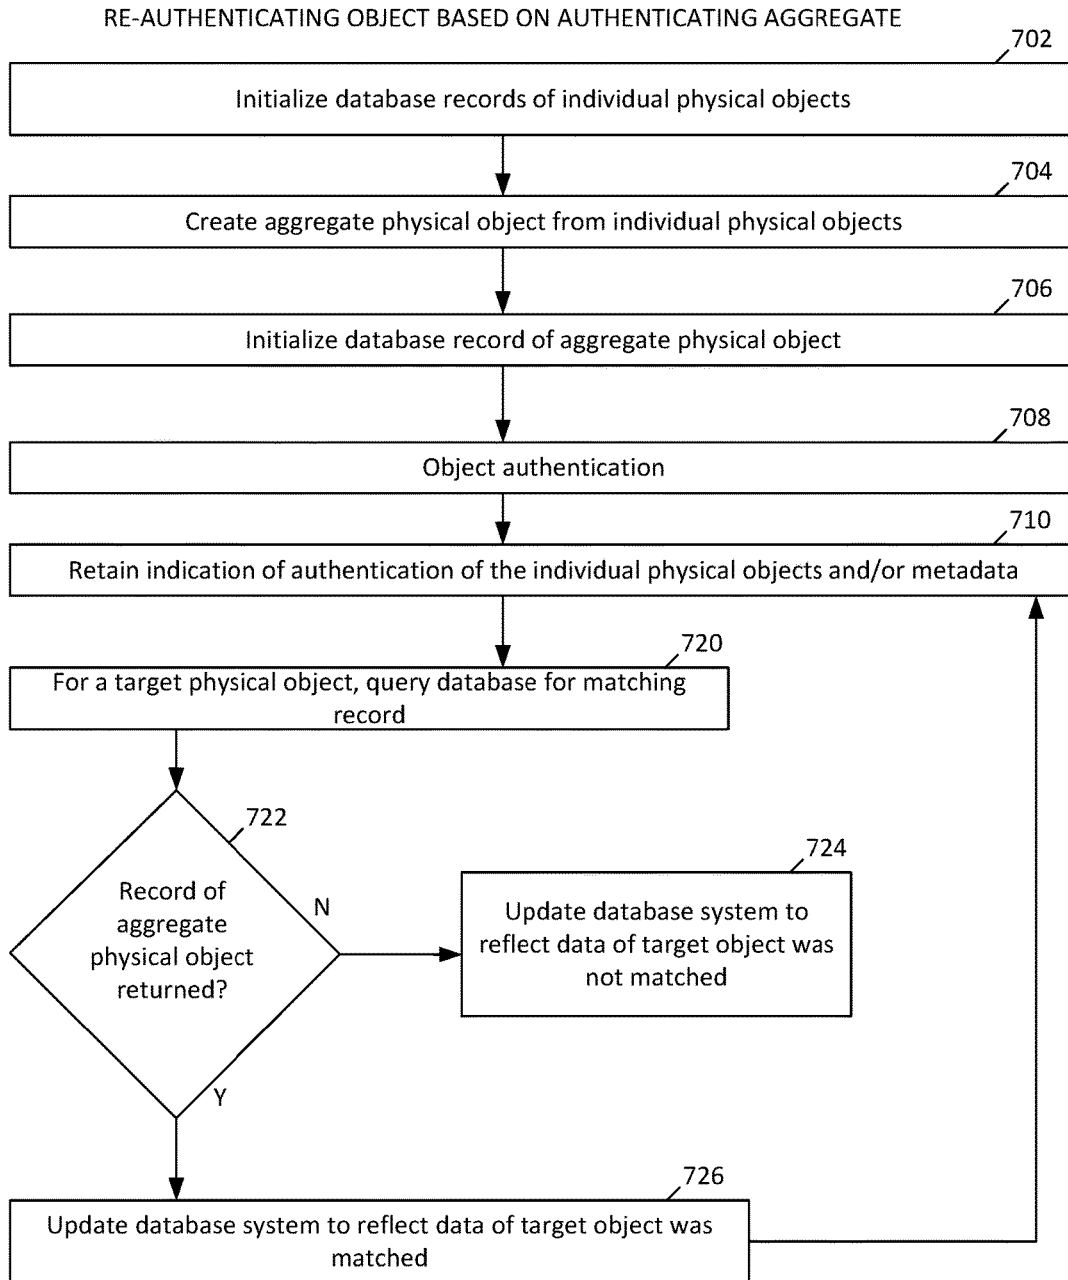 RE-AUTHENTICATING OBJECT BASED ON AUTHENTICATING AGGREGATE
702
Initialize database records of individual physical objects
704
Create aggregate physical object from individual physical objects
706
Initialize database record of aggregate physical object
708
Object authentication
710
Retain indication of authentication of the individual physical objects and/or metadata
720
For a target physical object, query database for matching
record
722
Record of
aggregate
physical object
returned?
N
724
Update database system to
reflect data of target object was
not matched
Y
726
Update database system to reflect data of target object was
matched